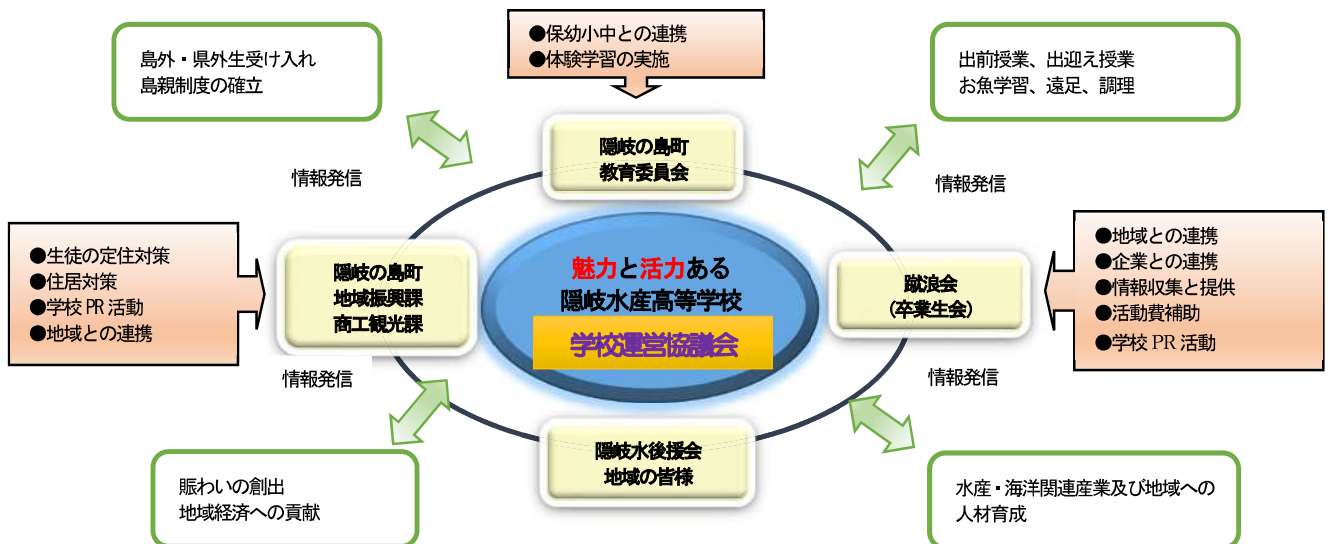 ●保幼小中との連携
●体験学習の実施
島外・県外生受け入れ
島親制度の確立
出前授業、出迎え授業
お魚学習、遠足、調理
隠岐の島町
教育委員会
情報発信
情報発信
●生徒の定住対策
●住居対策
●学校PR活動
●地域との連携
隠岐の島町
地域振興課
商工観光課
魅力と活力ある
隠岐水産高等学校
学校運営協議会
蹴浪会
（卒業生会）
●地域との連携
●企業との連携
●情報収集と提供
●活動費補助
●学校PR活動
情報発信
情報発信
隠岐水後援会
地域の皆様
賑わいの創出
地域経済への貢献
水産・海洋関連産業及び地域への
人材育成